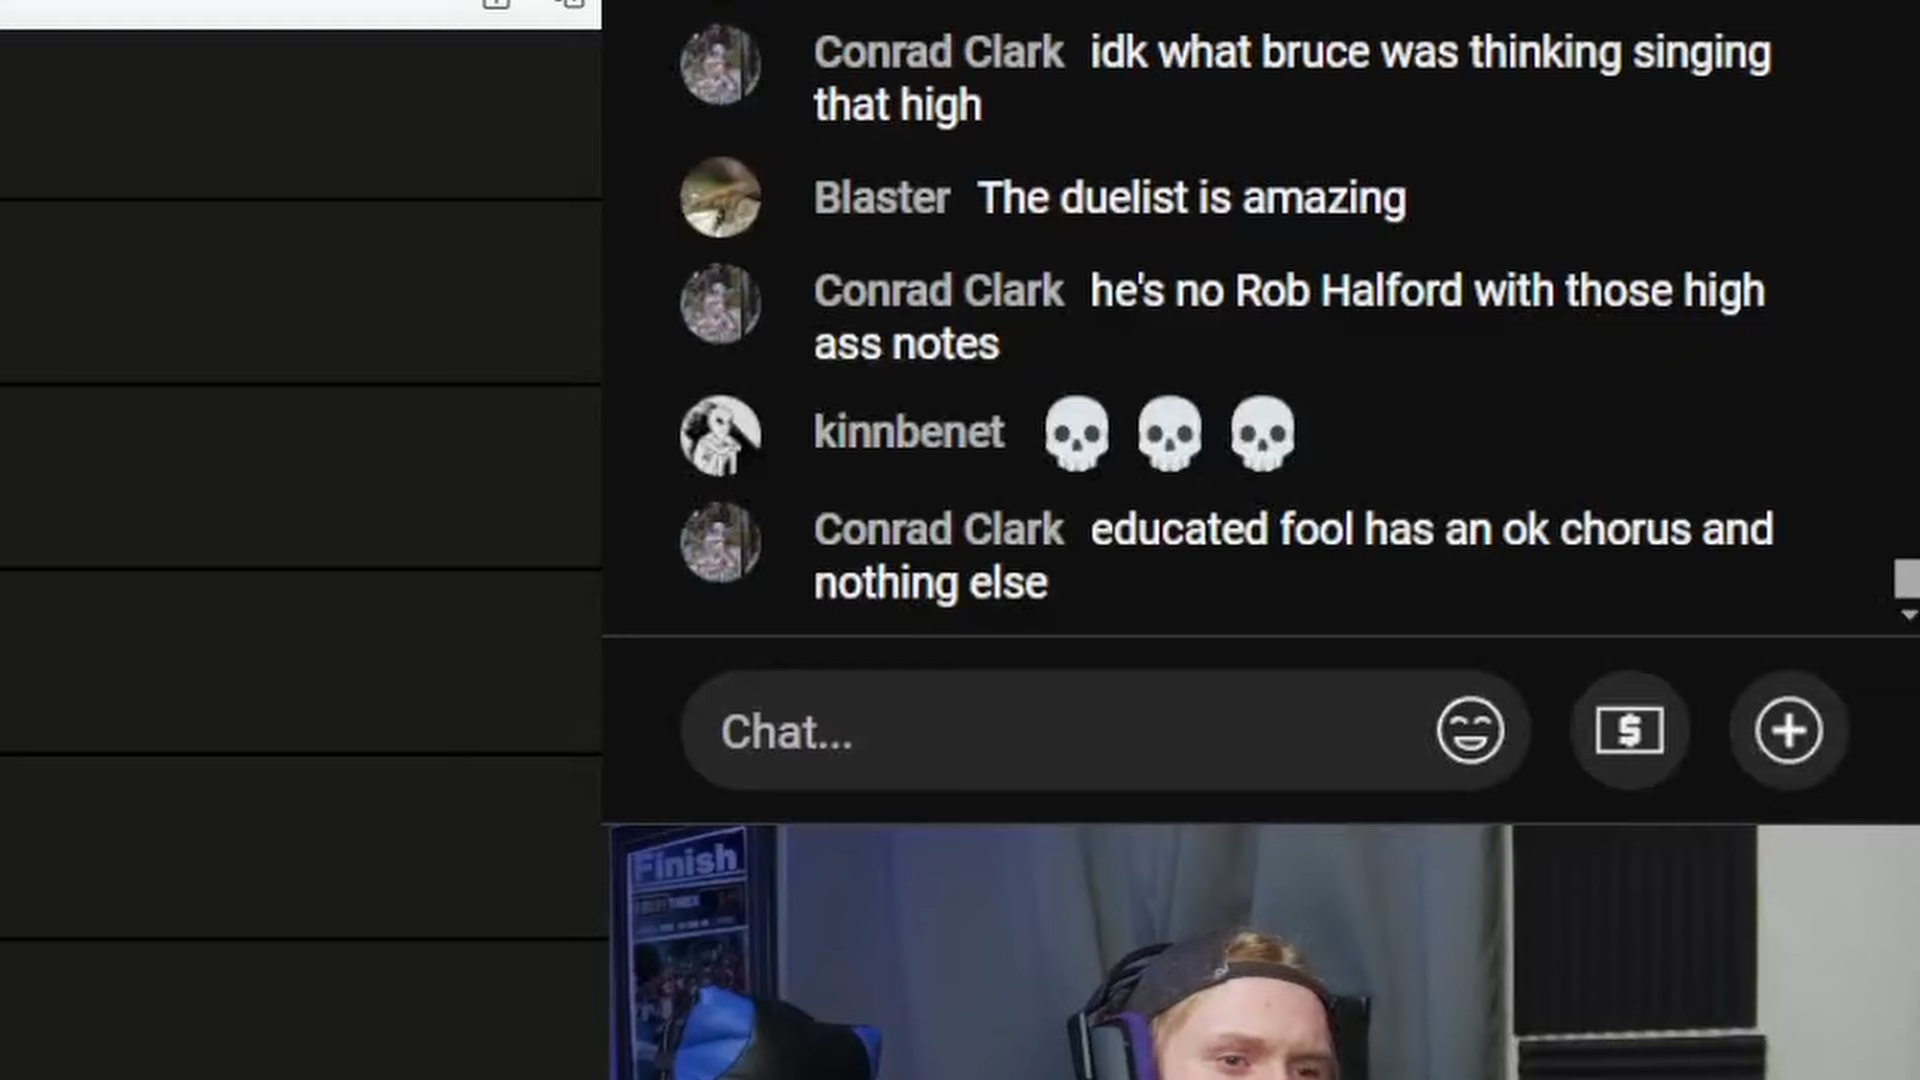 Conrad Clark idk what bruce was thinking singing
that high
Blaster The duelist is amazing
Conrad Clark he's no Rob Halford with those high
ass notes
kinnbenet 💀 💀 💀
Conrad Clark educated fool has an ok chorus and
nothing else
Chat...
Finish